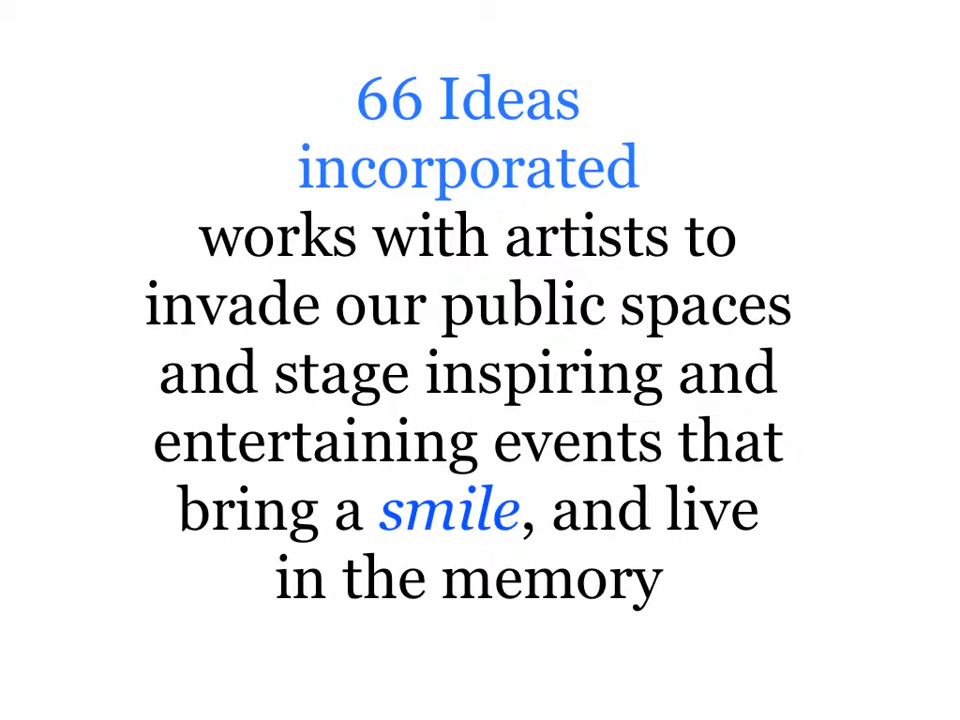 66 Ideas
incorporated
works with artists to
invade our public spaces
and stage inspiring and
entertaining events that
bring a smile, and live
in the memory